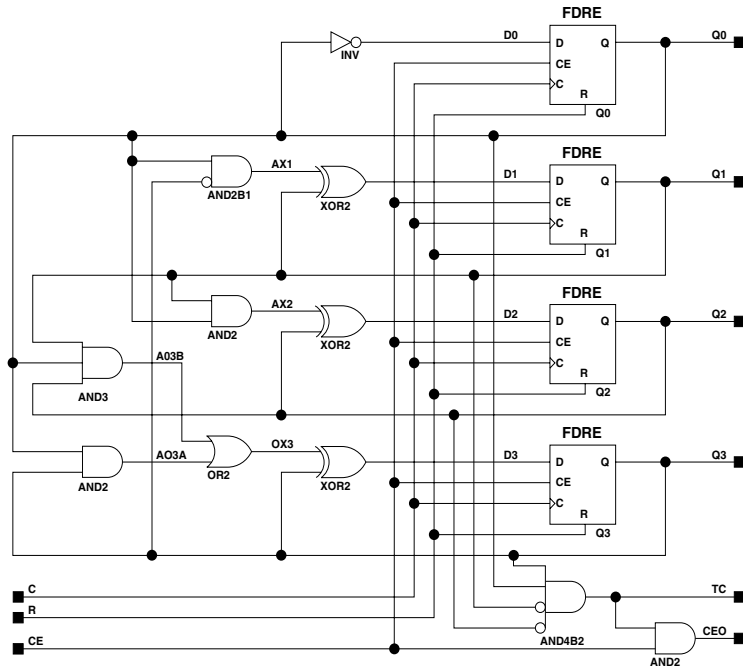 FDRE
D0
D
Q
Q0
INV
CE
C
R
Q0
FDRE
AX1
D1
D
Q
Q1
AND2B1
XOR2
CE
C
R
Q1
FDRE
AX2
D2
D
Q
Q2
AND2
XOR2
CE
C
R
Q2
A03B
AND3
FDRE
AO3A
OX3
D3
D
Q
Q3
AND2
OR2
XOR2
CE
C
R
Q3
C
TC
R
CE
AND4B2
CEO
AND2